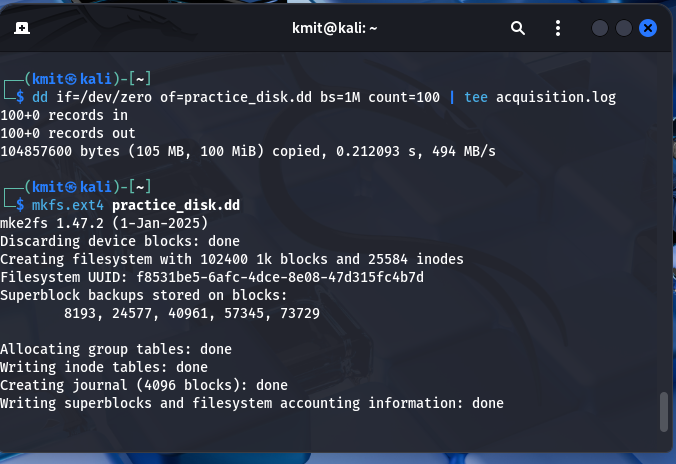 kmit@kali: ~
┌──(kmit㉿kali)-[~]
└─$ dd if=/dev/zero of=practice_disk.dd bs=1M count=100 | tee acquisition.log
100+0 records in
100+0 records out
104857600 bytes (105 MB, 100 MiB) copied, 0.212093 s, 494 MB/s
┌──(kmit㉿kali)-[~]
└─$ mkfs.ext4 practice_disk.dd
mke2fs 1.47.2 (1-Jan-2025)
Discarding device blocks: done
Creating filesystem with 102400 1k blocks and 25584 inodes
Filesystem UUID: f8531be5-6afc-4dce-8e08-47d315fc4b7d
Superblock backups stored on blocks:
        8193, 24577, 40961, 57345, 73729
Allocating group tables: done
Writing inode tables: done
Creating journal (4096 blocks): done
Writing superblocks and filesystem accounting information: done